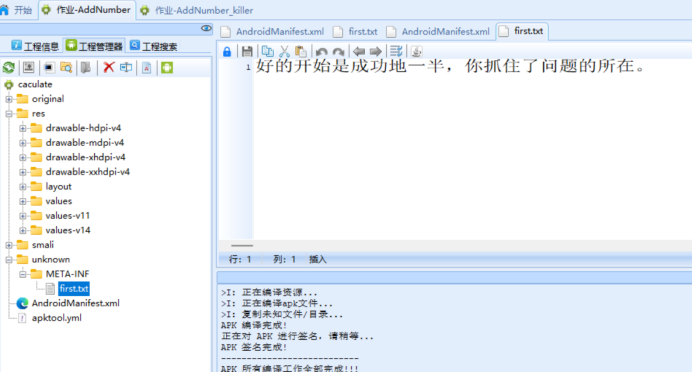 开始
作业-AddNumber
作业-AddNumber_killer
工程信息
工程管理器
工程搜索
AndroidManifest.xml
first.txt
AndroidManifest.xml
first.txt
1 好的开始是成功地一半，你抓住了问题的所在。
caculate
original
res
drawable-hdpi-v4
drawable-mdpi-v4
drawable-xhdpi-v4
drawable-xxhdpi-v4
layout
values
values-v11
values-v14
smali
unknown
META-INF
first.txt
AndroidManifest.xml
apktool.yml
行: 1 列: 1 插入
>I: 正在编译资源...
>I: 正在编译apk文件...
>I: 复制未知文件/目录...
APK 编译完成!
正在对 APK 进行签名，请稍等...
APK 签名完成!
--------------------------
APK 所有编译工作全部完成!!!